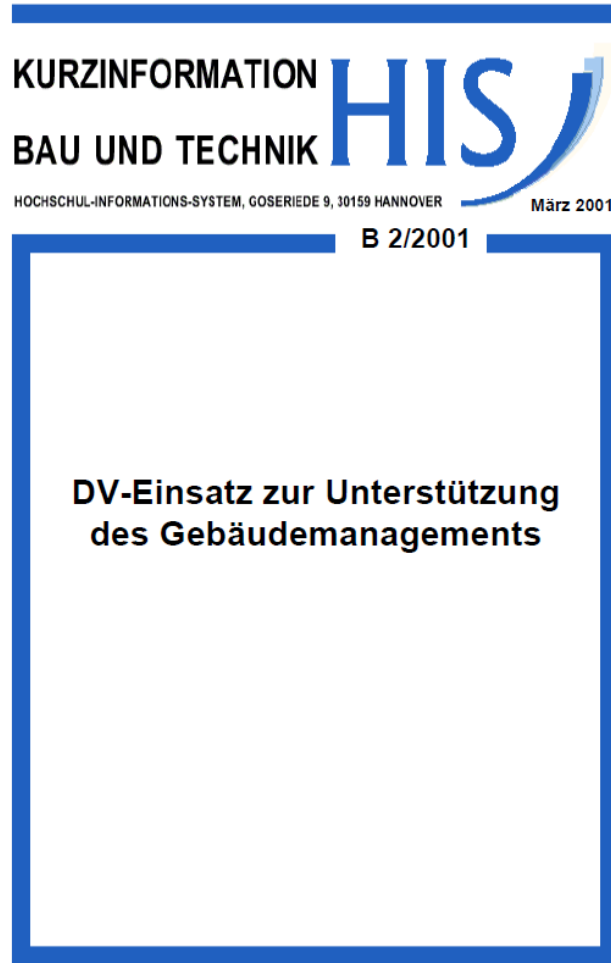 KURZINFORMATION
BAU UND TECHNIK
HIS
HOCHSCHUL-INFORMATIONS-SYSTEM, GOSERIEDE 9, 30159 HANNOVER
März 2001
B 2/2001
DV-Einsatz zur Unterstützung
des Gebäudemanagements